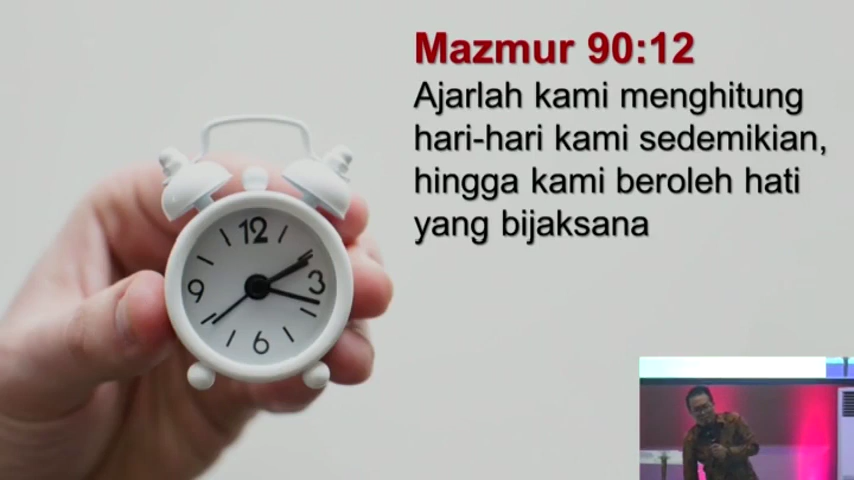 Mazmur 90:12
Ajarlah kami menghitung
hari-hari kami sedemikian,
hingga kami beroleh hati
yang bijaksana
12
9
3
6